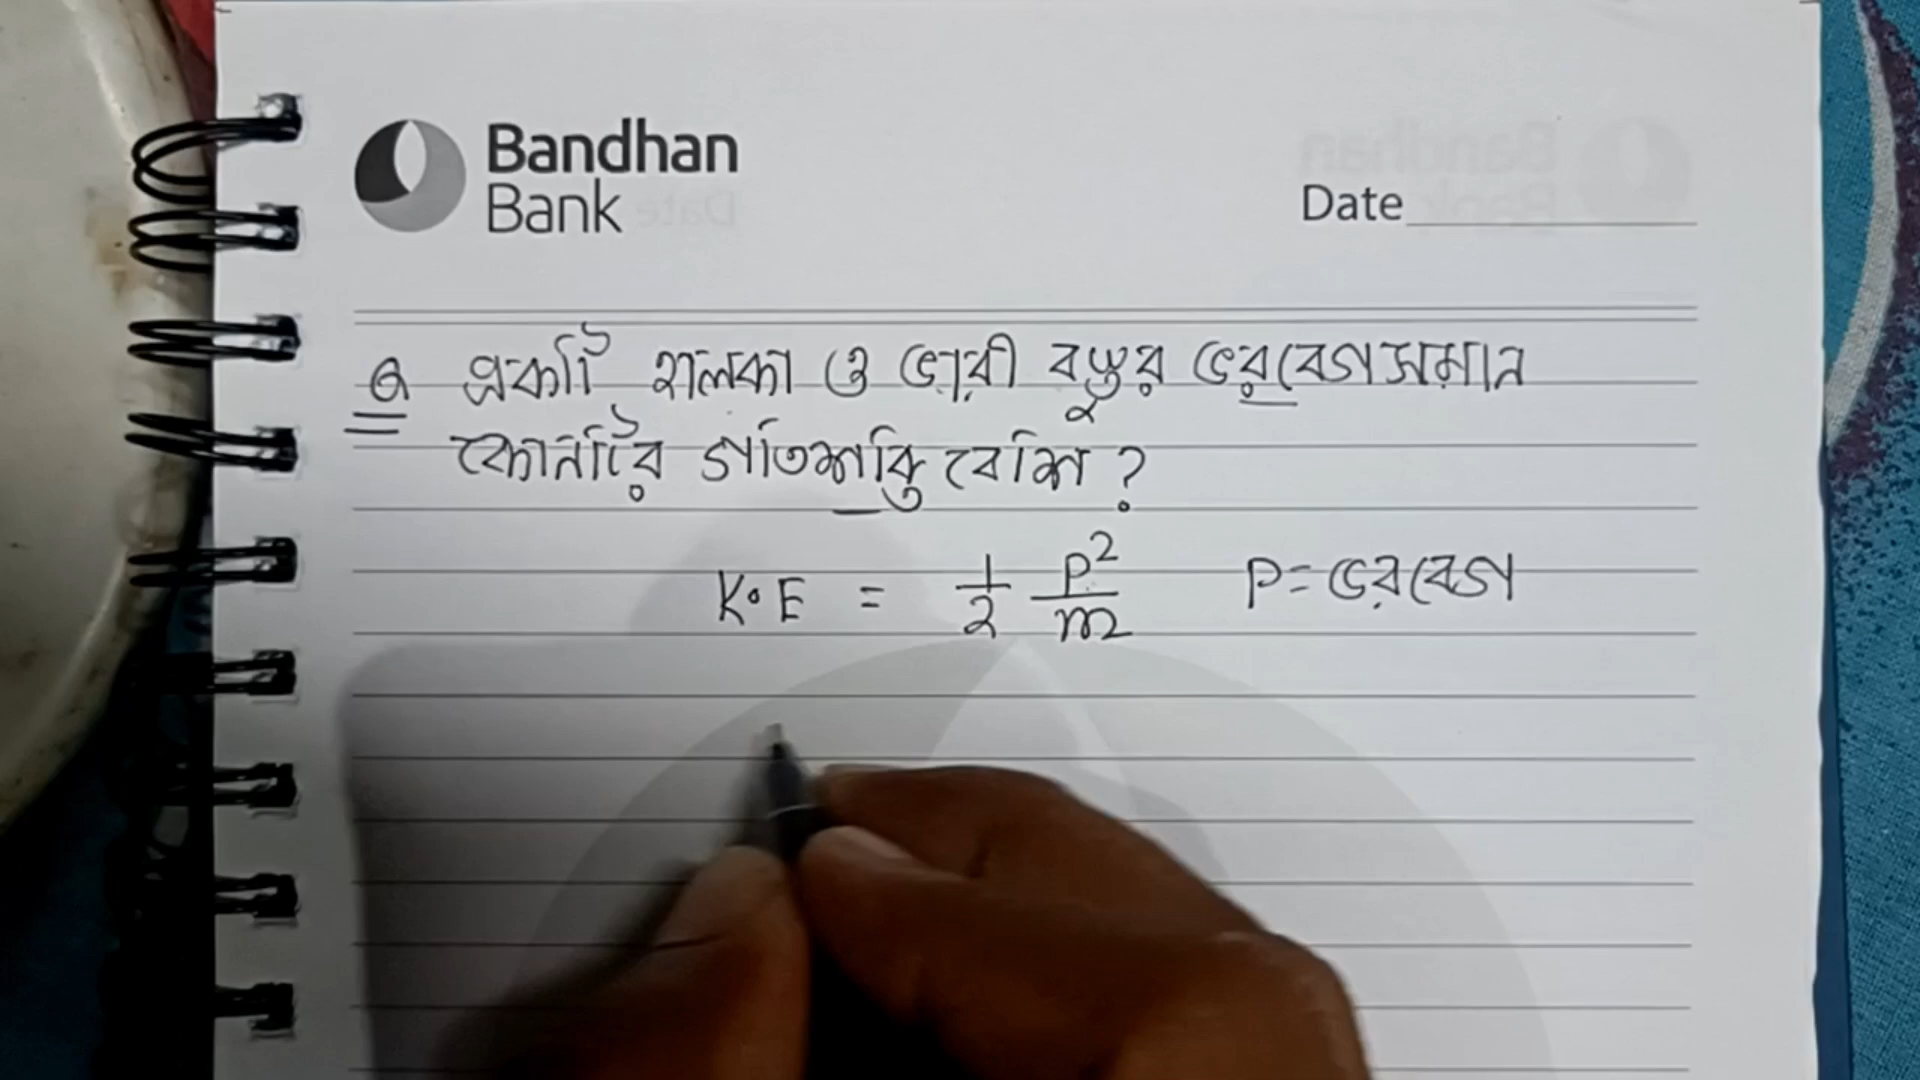 Bandhan
Bank
Date
Q একটি হালকা ও ভারী বস্তুর ভরবেগ সমান
কোনটির গতিশক্তি বেশি ?
K.E = 1/2 P²/m P = ভরবেগ